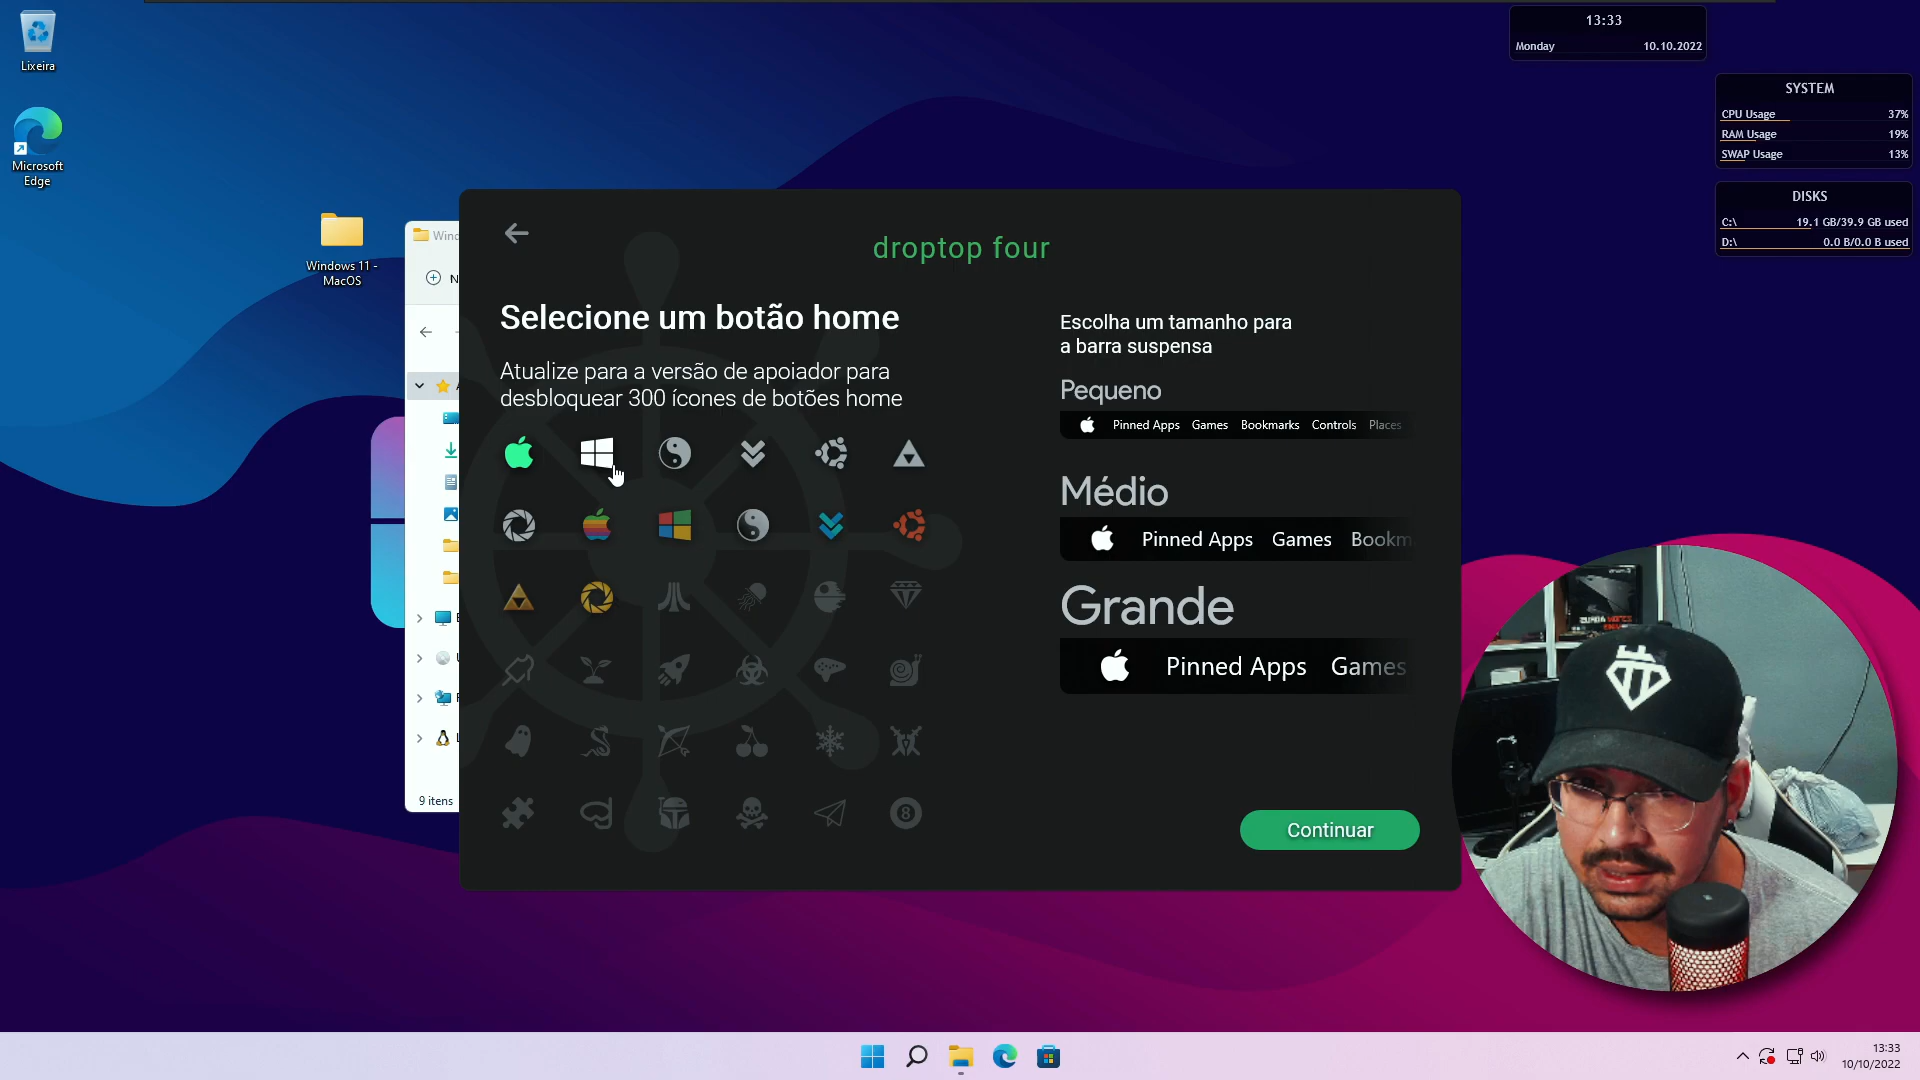 Lixeira
Microsoft
Edge
Windows 11 -
MacOS
Wind
N
9 itens
13:33
Monday 10.10.2022
SYSTEM
CPU Usage 37%
RAM Usage 19%
SWAP Usage 13%
DISKS
C:\ 19.1 GB/39.9 GB used
D:\ 0.0 B/0.0 B used
droptop four
Selecione um botão home
Atualize para a versão de apoiador para
desbloquear 300 ícones de botões home
8
Escolha um tamanho para
a barra suspensa
Pequeno
Pinned Apps Games Bookmarks Controls Places
Médio
Pinned Apps Games Bookm
Grande
Pinned Apps Games
Continuar
13:33
10/10/2022